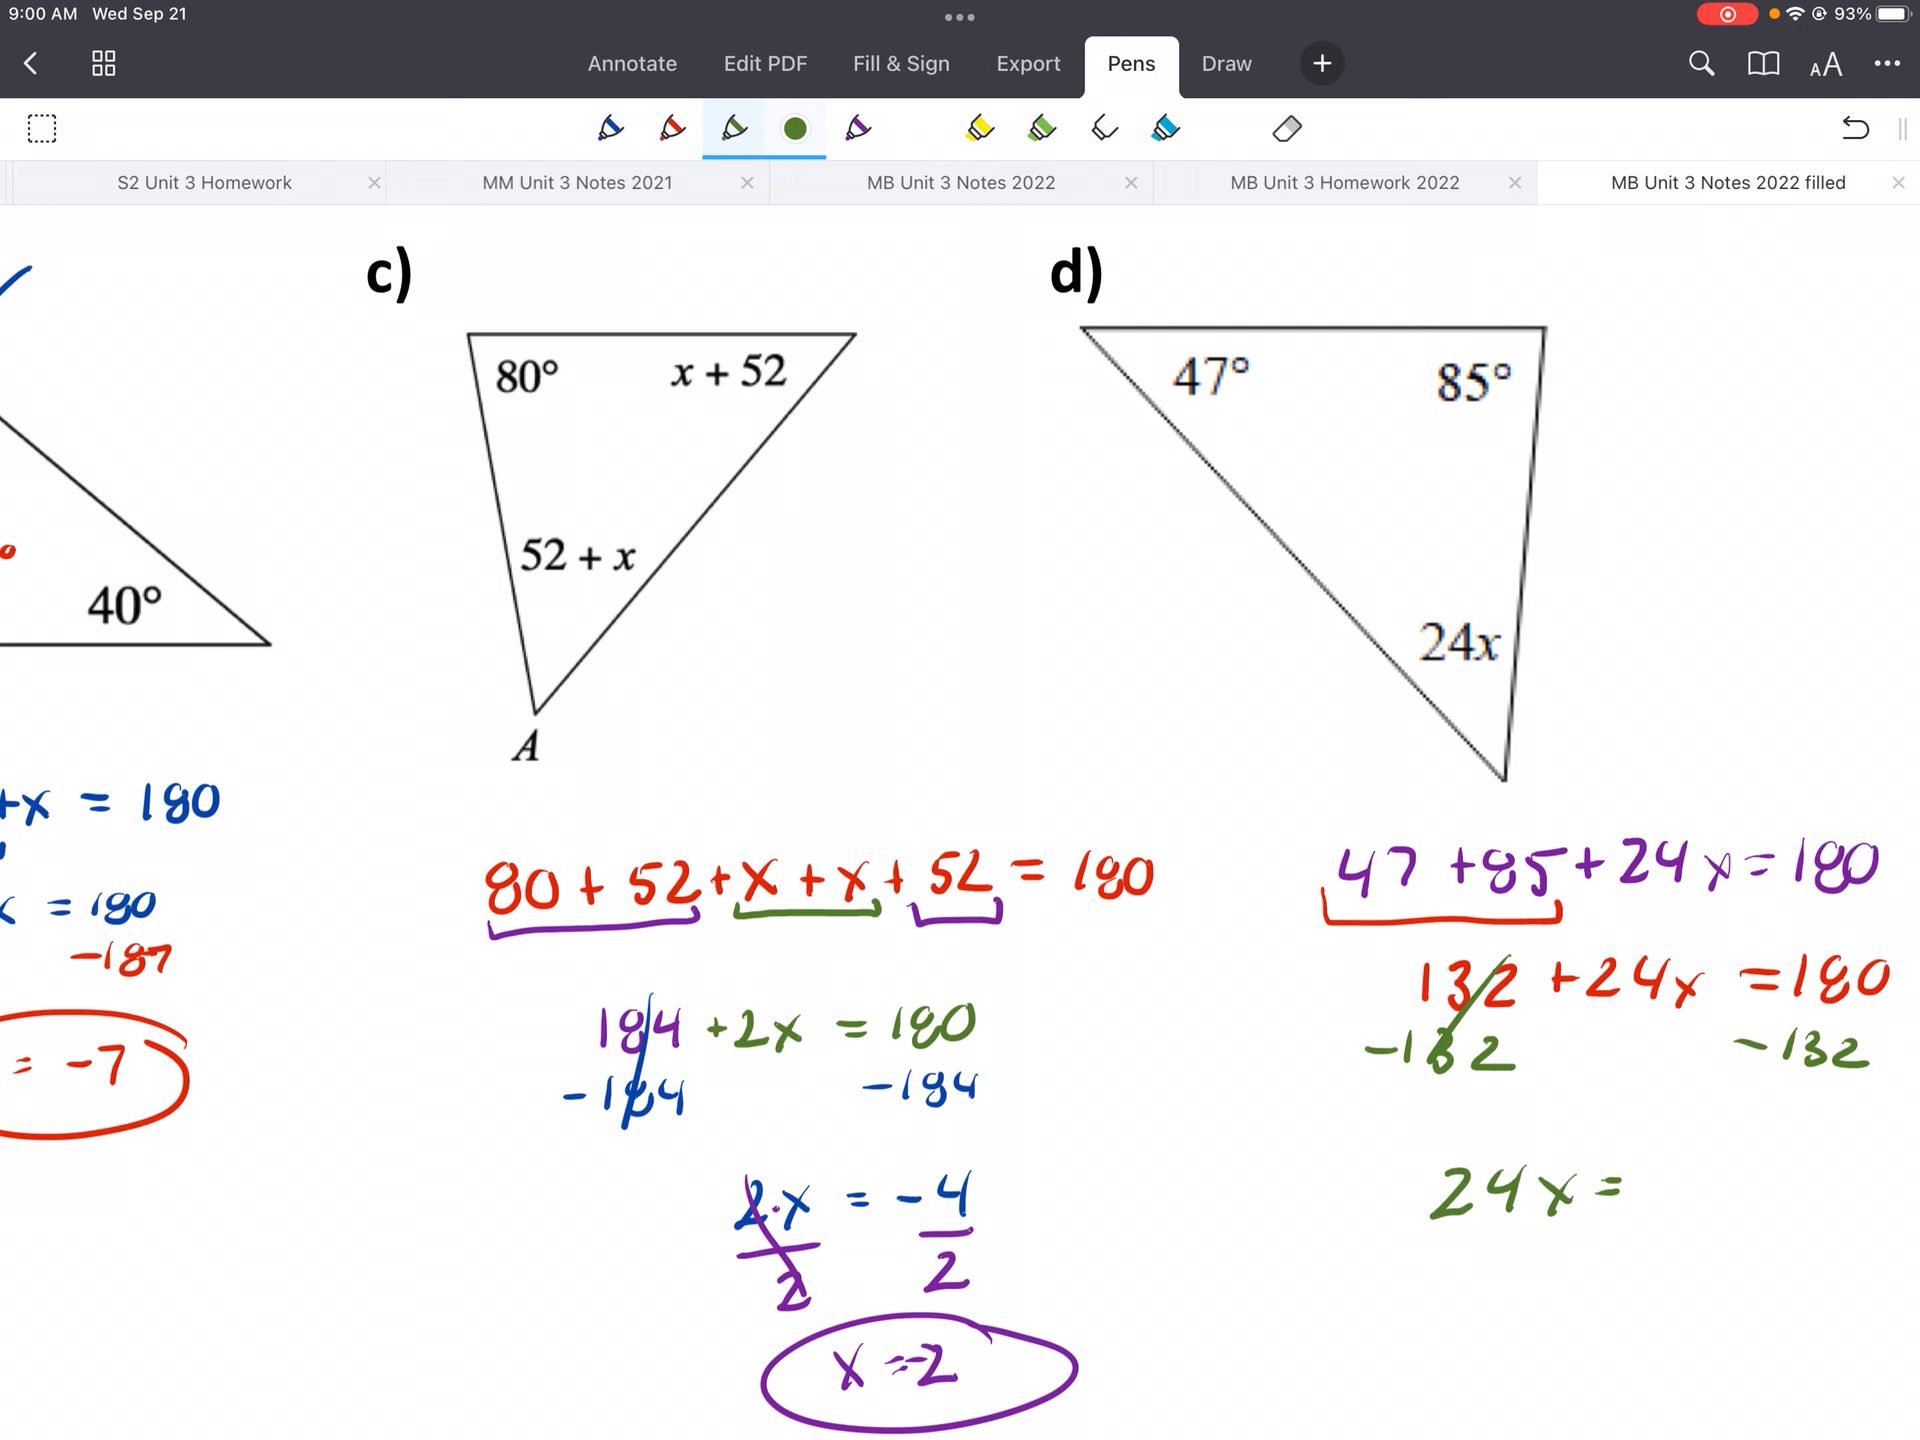 9:00 AM Wed Sep 21
93%
Annotate Edit PDF Fill & Sign Export Pens Draw
AA
S2 Unit 3 Homework
MM Unit 3 Notes 2021
MB Unit 3 Notes 2022
MB Unit 3 Homework 2022
MB Unit 3 Notes 2022 filled
40°
+x = 180
= 180
-187
= -7
c)
80°
x + 52
52 + x
A
80 + 52 + x + x + 52 = 180
184 + 2x = 180
-184 -184
2·x = -4
2 2
x = -2
d)
47°
85°
24x
47 + 85 + 24x = 180
132 + 24x = 180
-132 -132
24x =